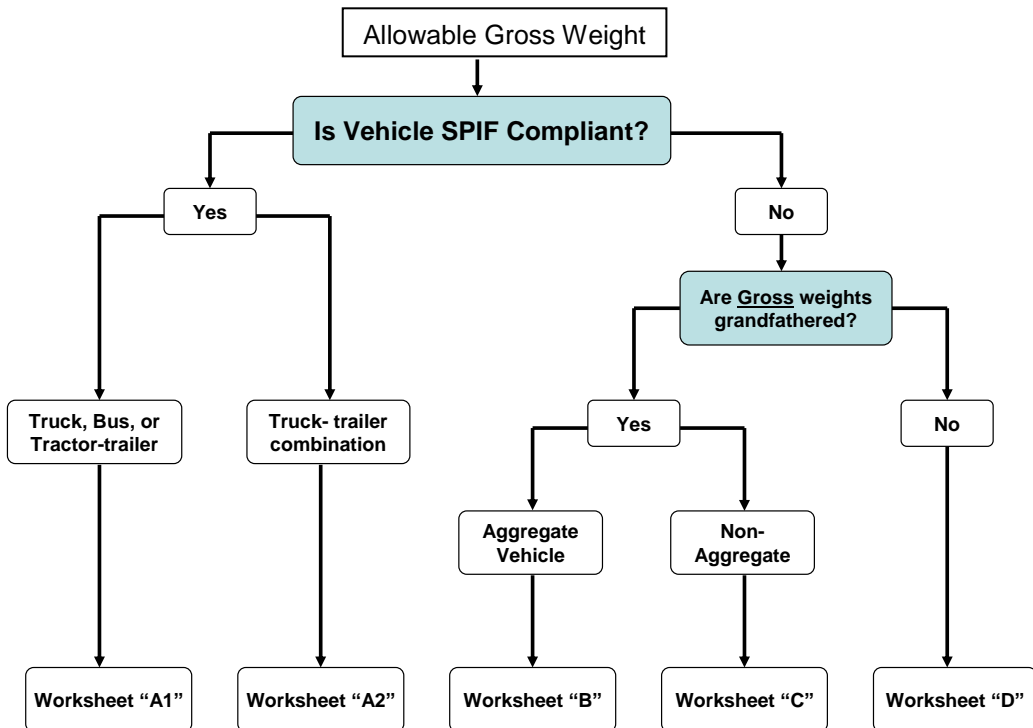 Allowable Gross Weight
Is Vehicle SPIF Compliant?
Yes
No
Are Gross weights
grandfathered?
Truck, Bus, or
Tractor-trailer
Truck- trailer
combination
Yes
No
Aggregate
Vehicle
Non-
Aggregate
Worksheet “A1”
Worksheet “A2”
Worksheet “B”
Worksheet “C”
Worksheet “D”